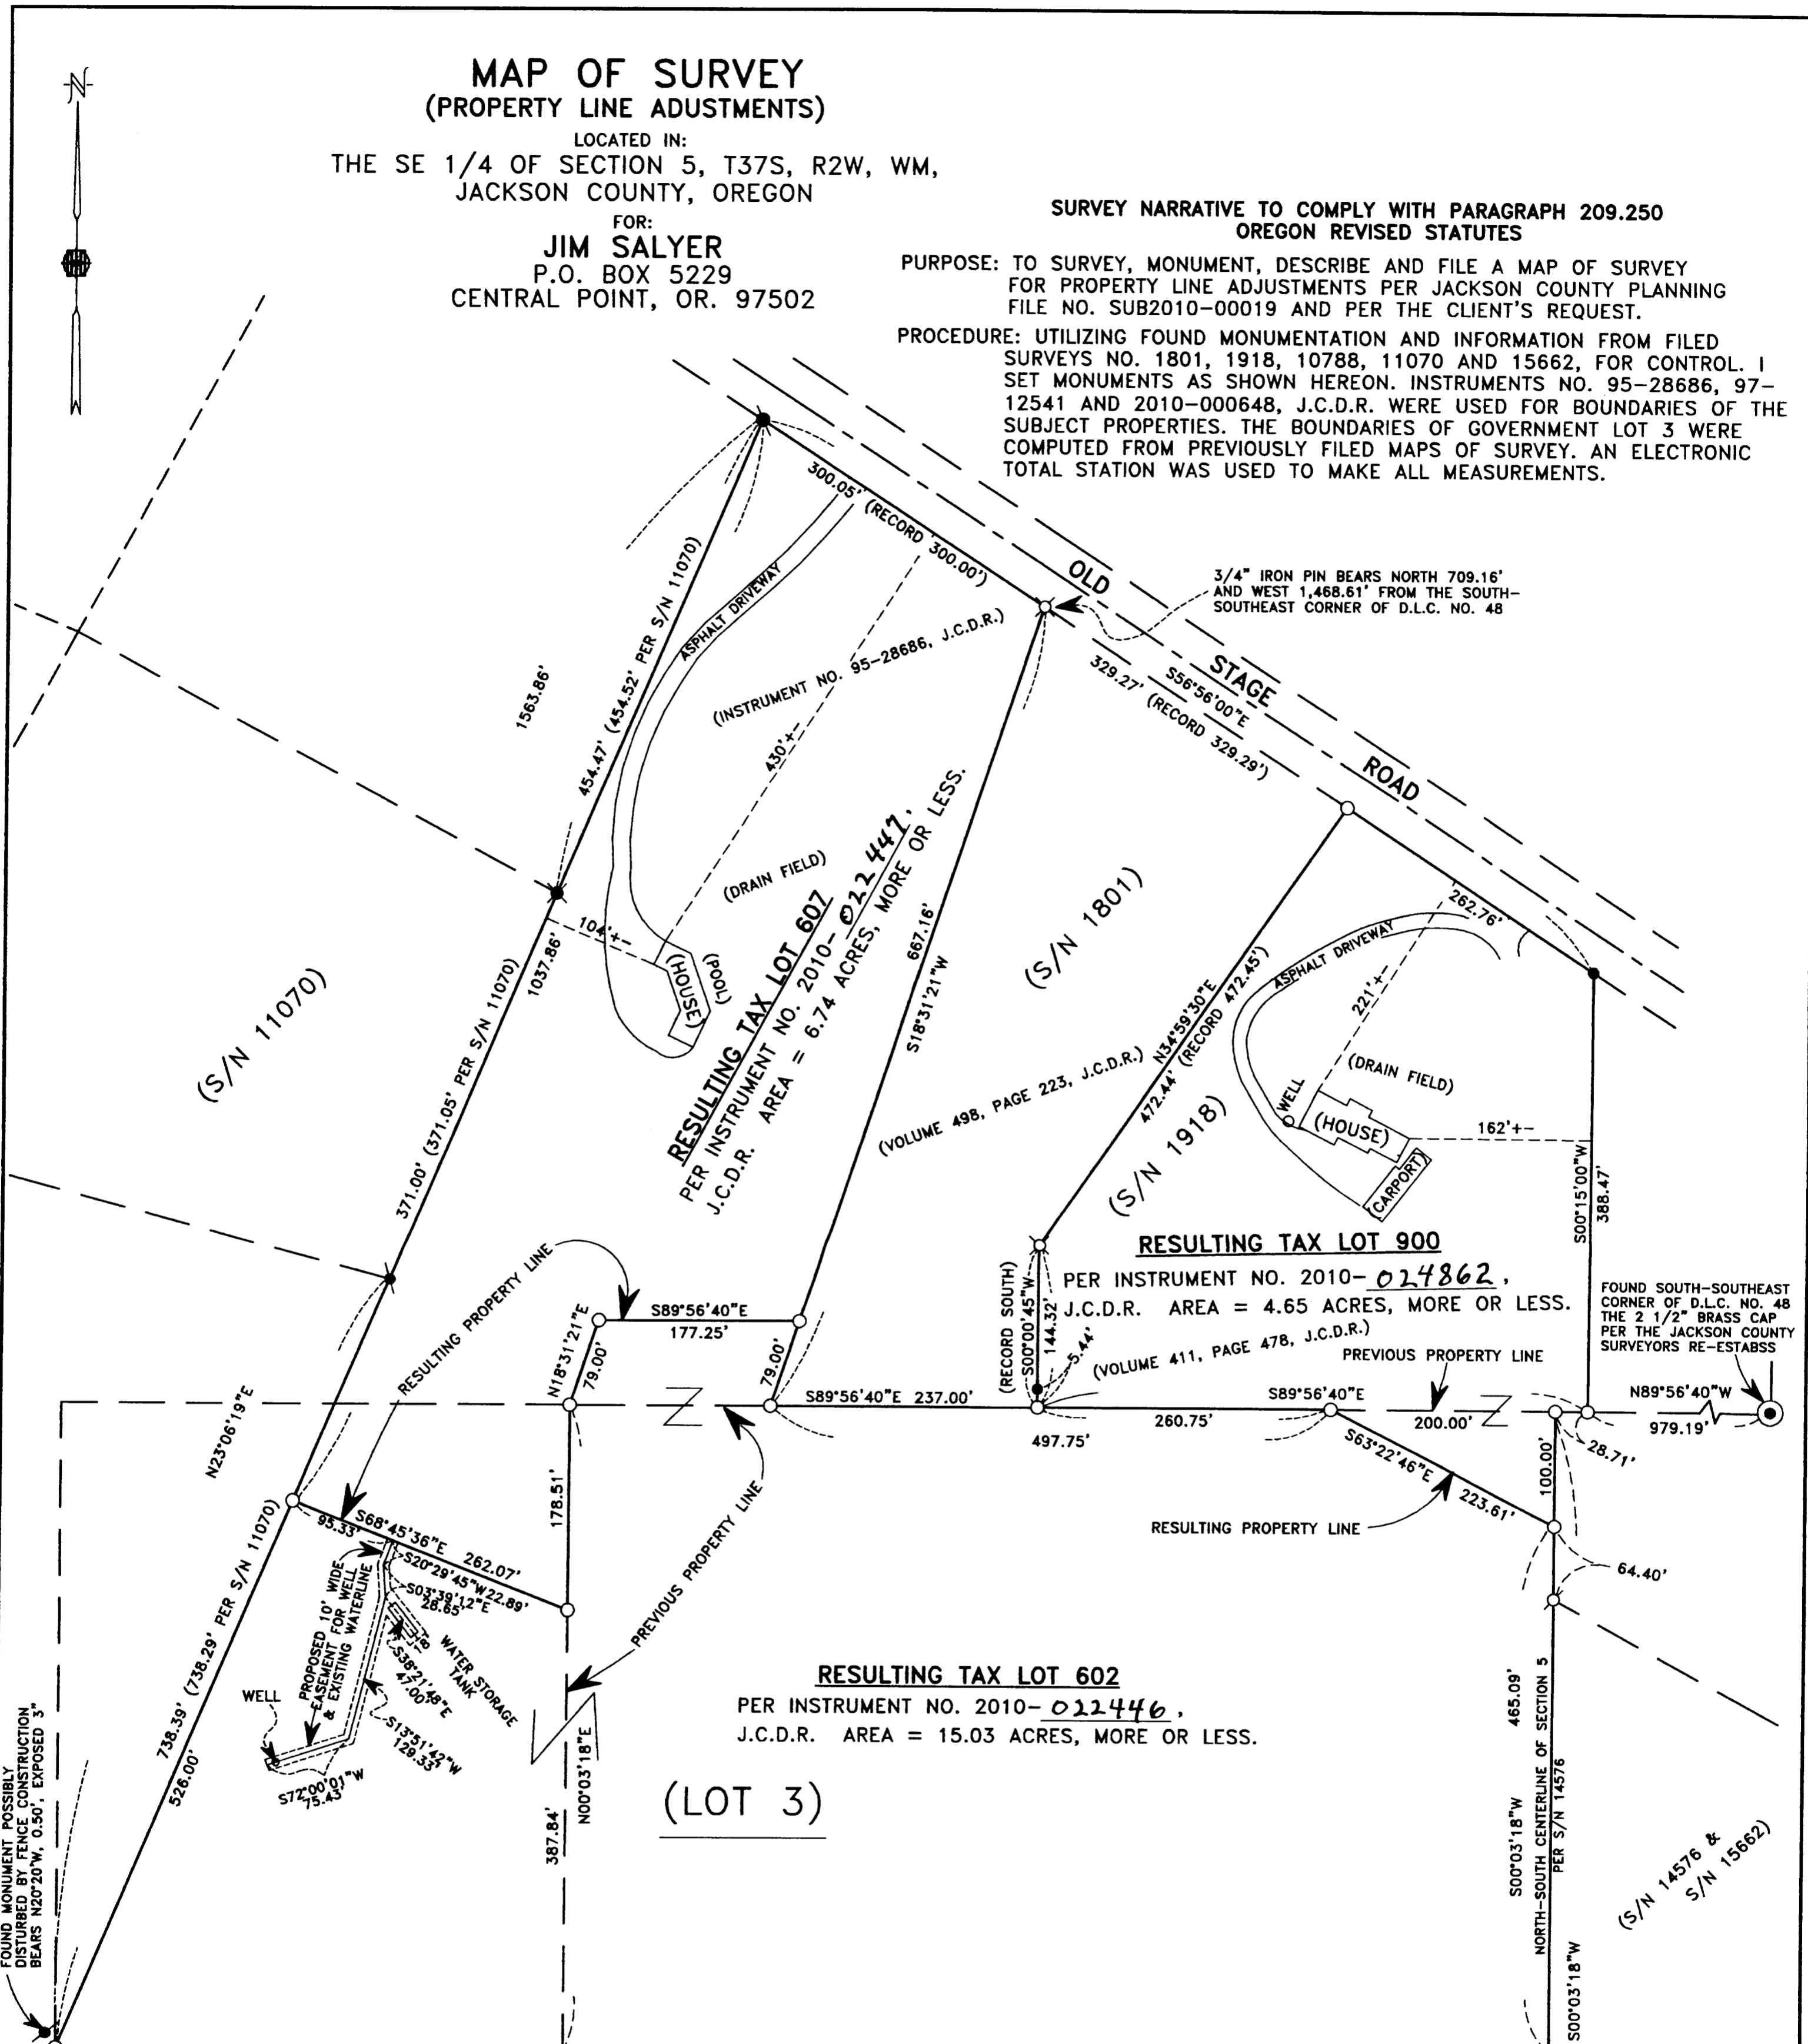 N
MAP OF SURVEY
(PROPERTY LINE ADUSTMENTS)
LOCATED IN:
THE SE 1/4 OF SECTION 5, T37S, R2W, WM,
JACKSON COUNTY, OREGON
FOR:
JIM SALYER
P.O. BOX 5229
CENTRAL POINT, OR. 97502
SURVEY NARRATIVE TO COMPLY WITH PARAGRAPH 209.250
OREGON REVISED STATUTES
PURPOSE: TO SURVEY, MONUMENT, DESCRIBE AND FILE A MAP OF SURVEY
FOR PROPERTY LINE ADJUSTMENTS PER JACKSON COUNTY PLANNING
FILE NO. SUB2010-00019 AND PER THE CLIENT'S REQUEST.
PROCEDURE: UTILIZING FOUND MONUMENTATION AND INFORMATION FROM FILED
SURVEYS NO. 1801, 1918, 10788, 11070 AND 15662, FOR CONTROL. I
SET MONUMENTS AS SHOWN HEREON. INSTRUMENTS NO. 95-28686, 97-
12541 AND 2010-000648, J.C.D.R. WERE USED FOR BOUNDARIES OF THE
SUBJECT PROPERTIES. THE BOUNDARIES OF GOVERNMENT LOT 3 WERE
COMPUTED FROM PREVIOUSLY FILED MAPS OF SURVEY. AN ELECTRONIC
TOTAL STATION WAS USED TO MAKE ALL MEASUREMENTS.
300.05' (RECORD 300.00')
OLD
STAGE
ROAD
3/4" IRON PIN BEARS NORTH 709.16'
AND WEST 1,468.61' FROM THE SOUTH-
SOUTHEAST CORNER OF D.L.C. NO. 48
S56°56'00"E
329.27' (RECORD 329.29')
1563.86'
454.47' (454.52' PER S/N 11070)
ASPHALT DRIVEWAY
(INSTRUMENT NO. 95-28686, J.C.D.R.)
430'+-
(DRAIN FIELD)
104'+-
1037.86'
(HOUSE)
(POOL)
RESULTING TAX LOT 607
PER INSTRUMENT NO. 2010-022447,
J.C.D.R. AREA = 6.74 ACRES, MORE OR LESS.
667.16'
S18°31'21"W
(S/N 1801)
(S/N 11070)
371.00' (371.05' PER S/N 11070)
(VOLUME 498, PAGE 223, J.C.D.R.)
N34°59'30"E
472.44' (RECORD 472.45')
(S/N 1918)
262.76'
ASPHALT DRIVEWAY
221'+-
(DRAIN FIELD)
WELL
(HOUSE)
(CARPORT)
162'+-
S00°15'00"W
388.47'
RESULTING TAX LOT 900
PER INSTRUMENT NO. 2010-024862,
J.C.D.R. AREA = 4.65 ACRES, MORE OR LESS.
(VOLUME 411, PAGE 478, J.C.D.R.)
FOUND SOUTH-SOUTHEAST
CORNER OF D.L.C. NO. 48
THE 2 1/2" BRASS CAP
PER THE JACKSON COUNTY
SURVEYORS RE-ESTABSS
(RECORD SOUTH)
S00°00'45"W
144.32'
5.44'
RESULTING PROPERTY LINE
N18°31'21"E
79.00'
S89°56'40"E
177.25'
79.00'
S89°56'40"E 237.00'
497.75'
260.75'
S89°56'40"E
PREVIOUS PROPERTY LINE
200.00'
N89°56'40"W
979.19'
28.71'
S63°22'46"E
223.61'
100.00'
64.40'
RESULTING PROPERTY LINE
N23°06'19"E
738.39' (738.29' PER S/N 11070)
526.00'
S68°45'36"E
95.33'
262.07'
178.51'
PREVIOUS PROPERTY LINE
S20°29'45"W 22.89'
S03°39'12"E
28.65'
PROPOSED 10' WIDE
EASEMENT FOR WELL
& EXISTING WATERLINE
WATER STORAGE
TANK
S38°21'48"E
47.00'
S13°51'42"W
129.33'
WELL
S72°00'01"W
75.43'
N00°03'18"E
387.84'
RESULTING TAX LOT 602
PER INSTRUMENT NO. 2010-022446,
J.C.D.R. AREA = 15.03 ACRES, MORE OR LESS.
(LOT 3)
465.09'
S00°03'18"W
NORTH-SOUTH CENTERLINE OF SECTION 5
PER S/N 14576
S00°03'18"W
(S/N 14576 &
S/N 15662)
FOUND MONUMENT POSSIBLY
DISTURBED BY FENCE CONSTRUCTION
BEARS N20°20'W, 0.50', EXPOSED 3"